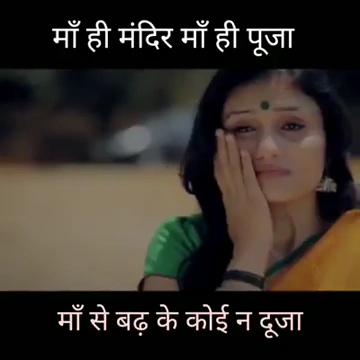 माँ ही मंदिर माँ ही पूजा
माँ से बढ़ के कोई न दूजा